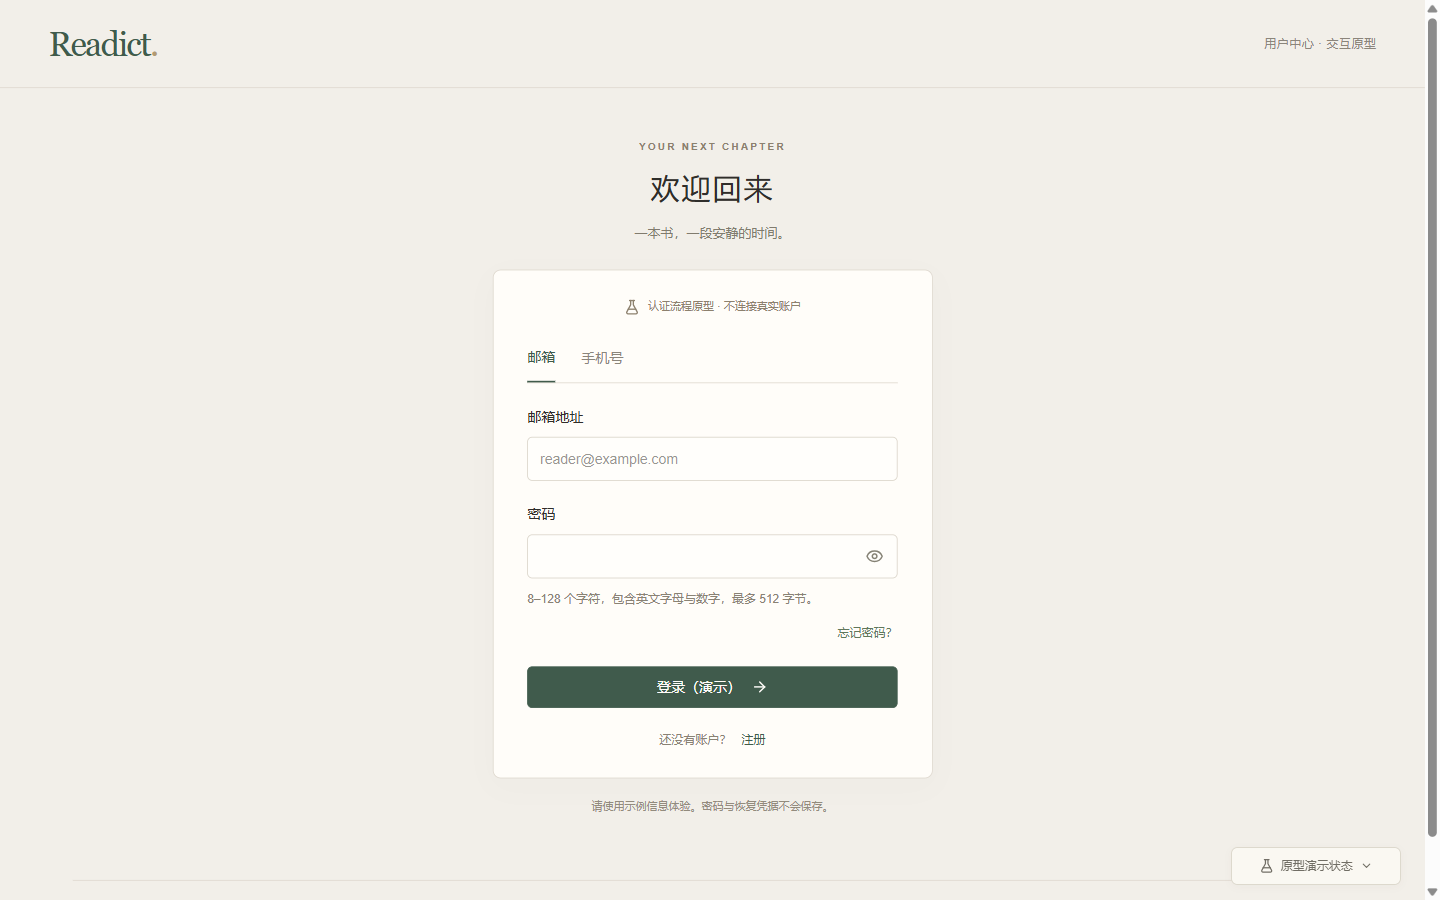 Readict.
用户中心 · 交互原型
YOUR NEXT CHAPTER
欢迎回来
一本书，一段安静的时间。
认证流程原型 · 不连接真实账户
邮箱 手机号
邮箱地址
reader@example.com
密码
8–128 个字符，包含英文字母与数字，最多 512 字节。
忘记密码？
登录（演示）
还没有账户？ 注册
请使用示例信息体验。密码与恢复凭据不会保存。
原型演示状态